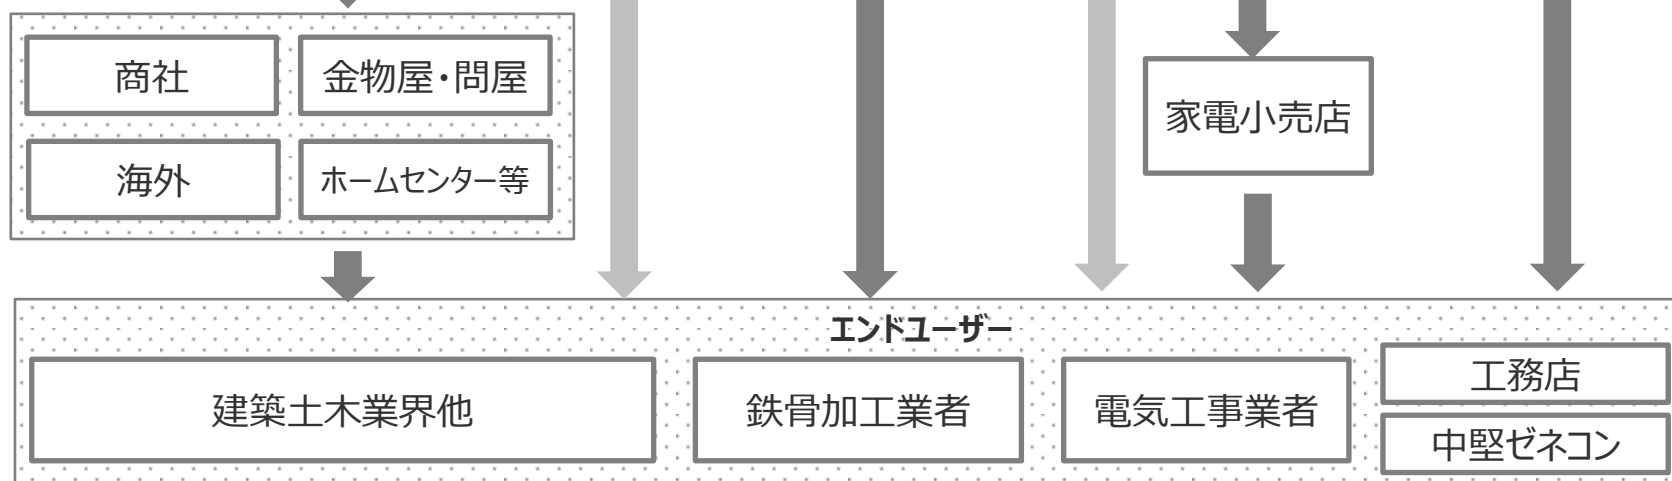 商社
金物屋・問屋
海外
ホームセンター等
家電小売店
エンドユーザー
建築土木業界他
鉄骨加工業者
電気工事業者
工務店
中堅ゼネコン